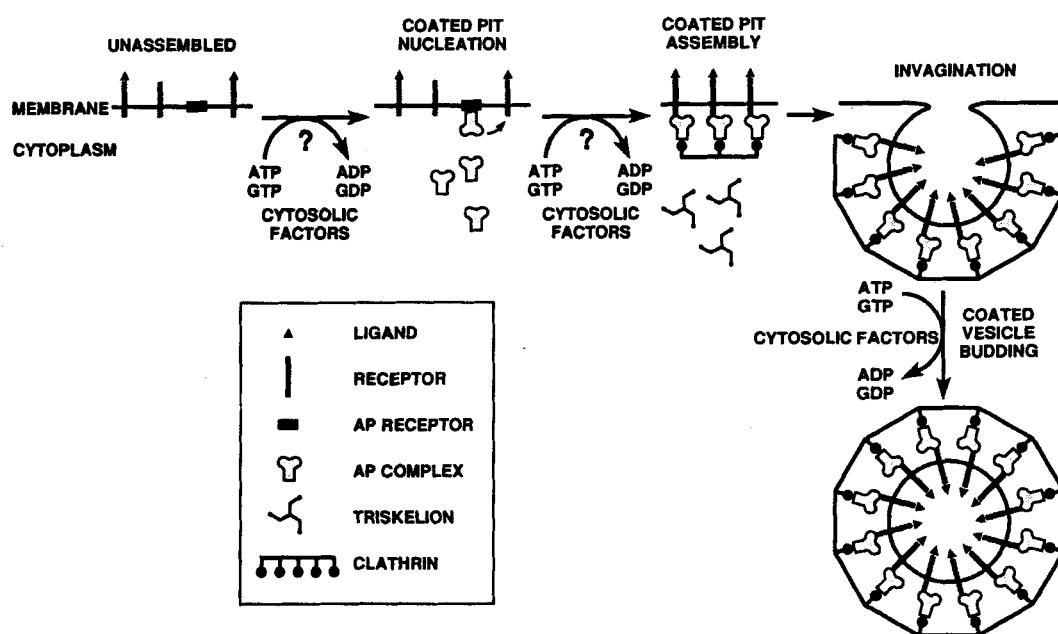 UNASSEMBLED
COATED PIT
NUCLEATION
COATED PIT
ASSEMBLY
INVAGINATION
MEMBRANE
CYTOPLASM
?
ATP
GTP
ADP
GDP
CYTOSOLIC
FACTORS
?
ATP
GTP
ADP
GDP
CYTOSOLIC
FACTORS
ATP
GTP
CYTOSOLIC FACTORS
ADP
GDP
COATED
VESICLE
BUDDING
LIGAND
RECEPTOR
AP RECEPTOR
AP COMPLEX
TRISKELION
CLATHRIN